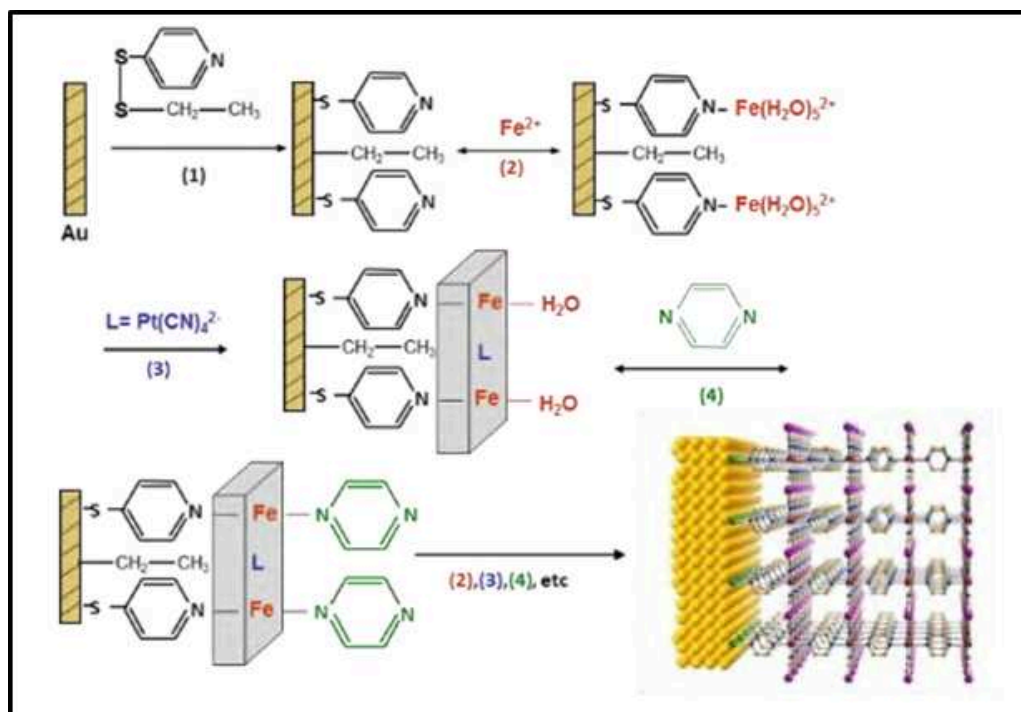 S
N
S—CH₂—CH₃
(1)
Au
S
N
CH₂—CH₃
S
N
Fe²⁺
(2)
S
N– Fe(H₂O)₅²⁺
CH₂—CH₃
S
N– Fe(H₂O)₅²⁺
L= Pt(CN)₄²⁻
(3)
S
N — Fe — H₂O
CH₂—CH₃ L
S
N — Fe — H₂O
N N
(4)
S
N — Fe — N N
CH₂—CH₃ L
S
N — Fe — N N
(2),(3),(4), etc